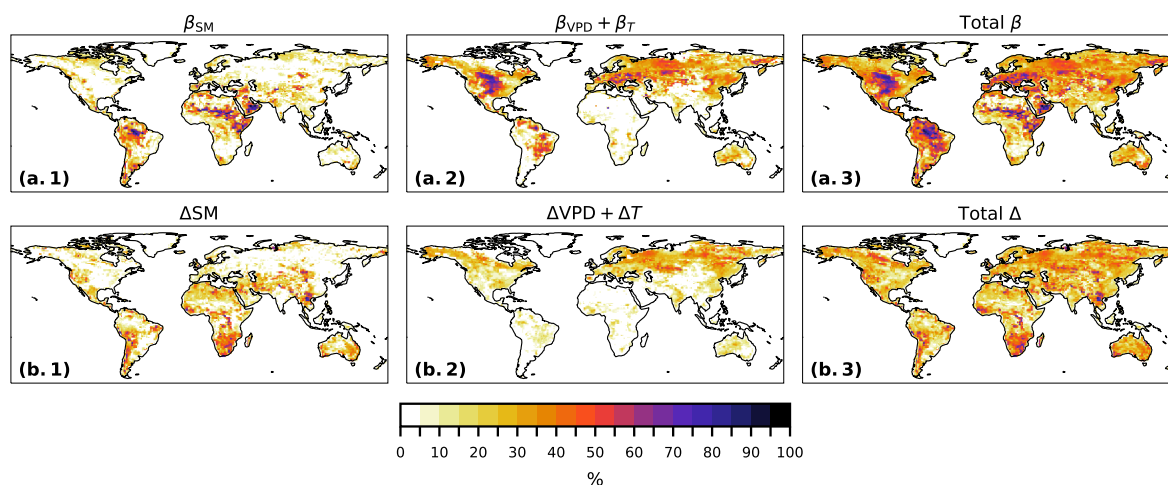 β_SM
β_VPD + β_T
Total β
(a. 1)
(a. 2)
(a. 3)
ΔSM
ΔVPD + ΔT
Total Δ
(b. 1)
(b. 2)
(b. 3)
0 10 20 30 40 50 60 70 80 90 100
%